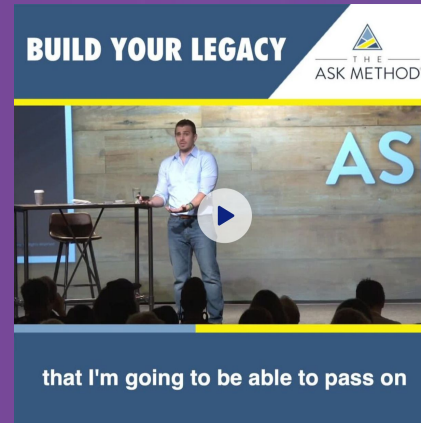 BUILD YOUR LEGACY
THE
ASK METHOD
AS
that I'm going to be able to pass on